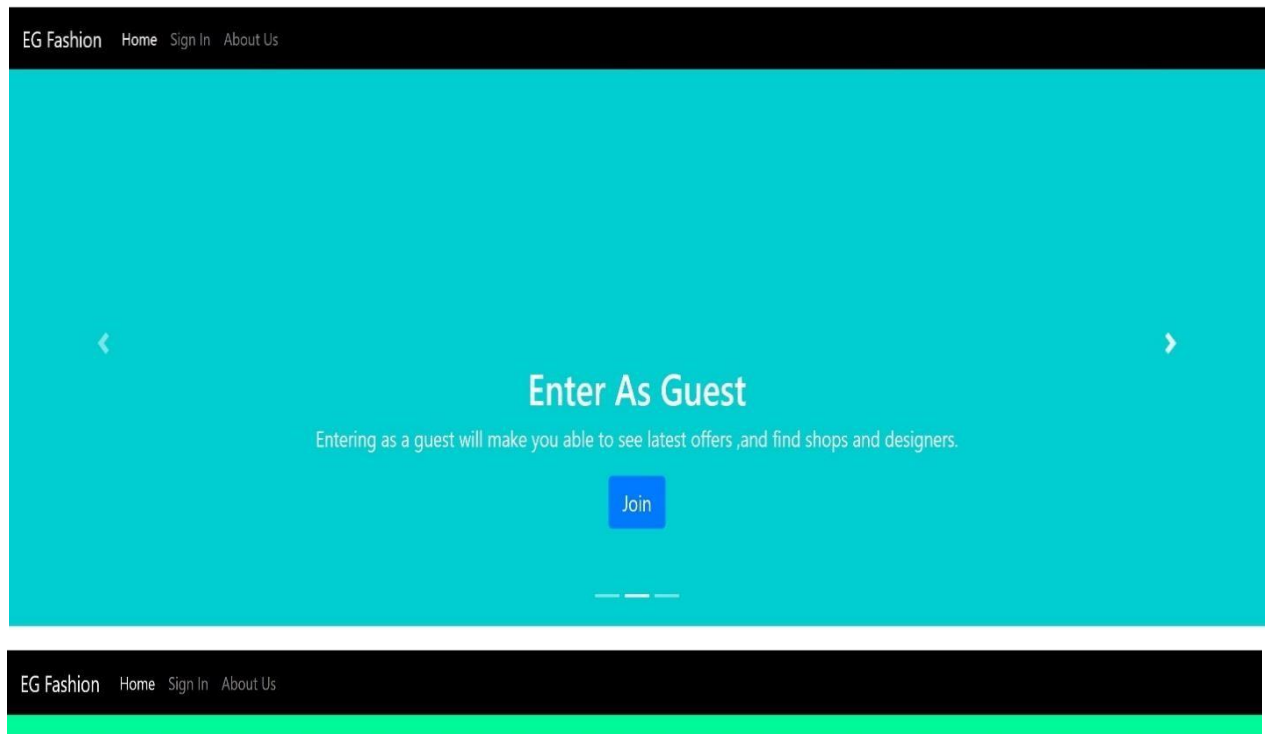 EG Fashion Home Sign In About Us
Enter As Guest
Entering as a guest will make you able to see latest offers ,and find shops and designers.
Join
EG Fashion Home Sign In About Us